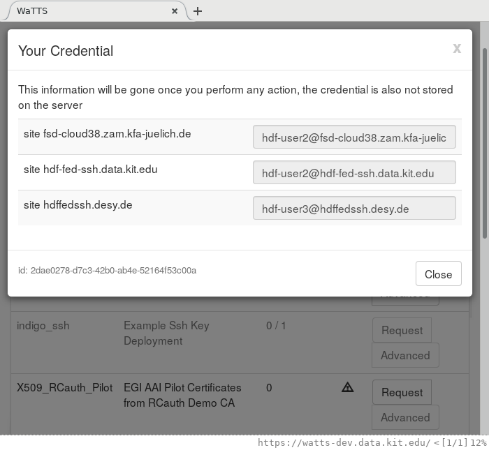 WaTTS × +
Your Credential x
This information will be gone once you perform any action, the credential is also not stored
on the server
site fsd-cloud38.zam.kfa-juelich.de hdf-user2@fsd-cloud38.zam.kfa-juelic
site hdf-fed-ssh.data.kit.edu hdf-user2@hdf-fed-ssh.data.kit.edu
site hdffedssh.desy.de hdf-user3@hdffedssh.desy.de
id: 2dae0278-d7c3-42b0-ab4e-52164f53c00a
Close
Advanced
indigo_ssh Example Ssh Key 0 / 1 Request
Deployment
Advanced
X509_RCauth_Pilot EGI AAI Pilot Certificates 0 Request
from RCauth Demo CA
Advanced
https://watts-dev.data.kit.edu/ <[1/1]12%